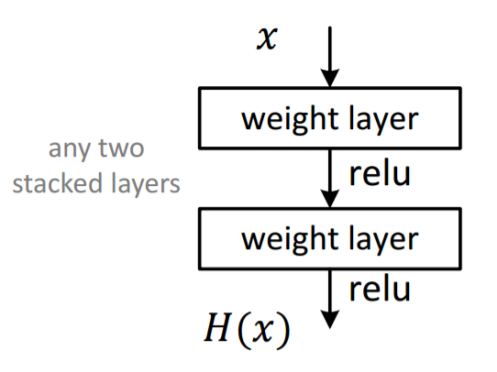 x
weight layer
any two
stacked layers
relu
weight layer
relu
H(x)